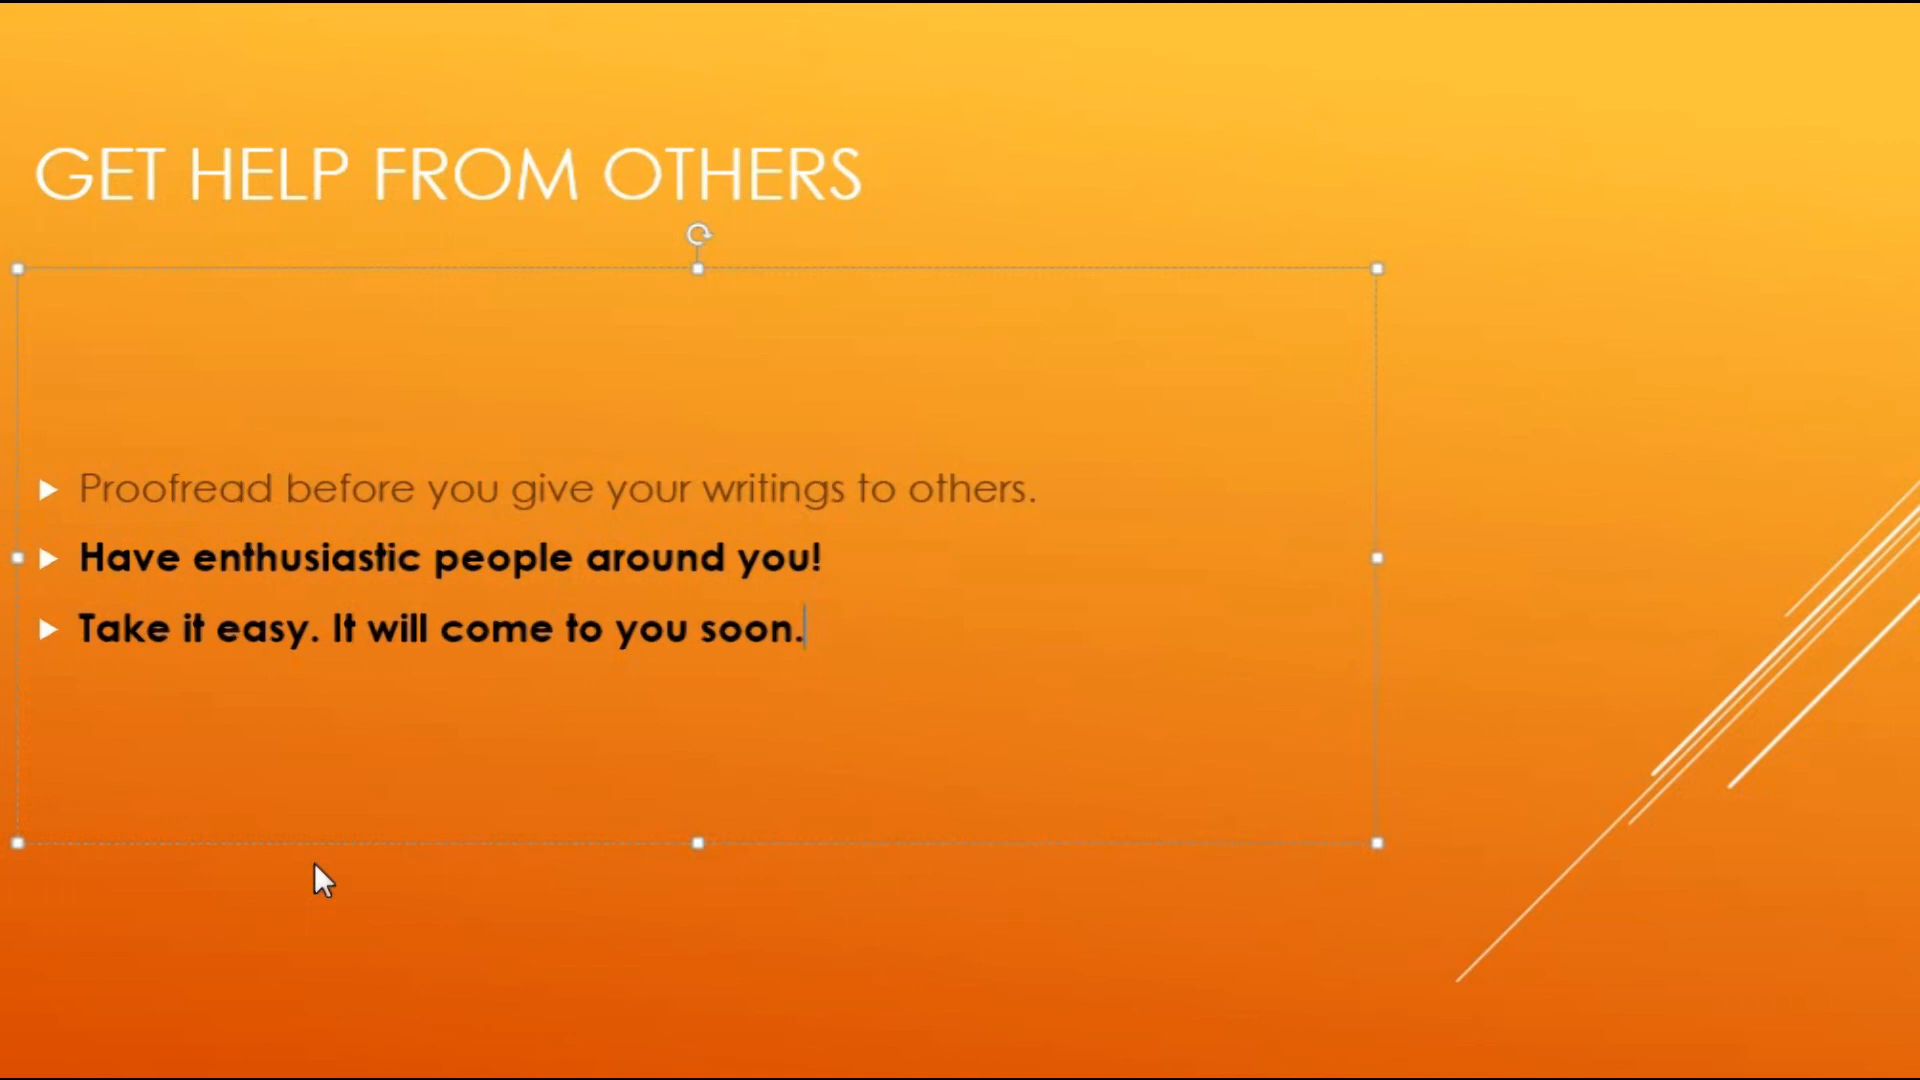 GET HELP FROM OTHERS
Proofread before you give your writings to others.
Have enthusiastic people around you!
Take it easy. It will come to you soon.